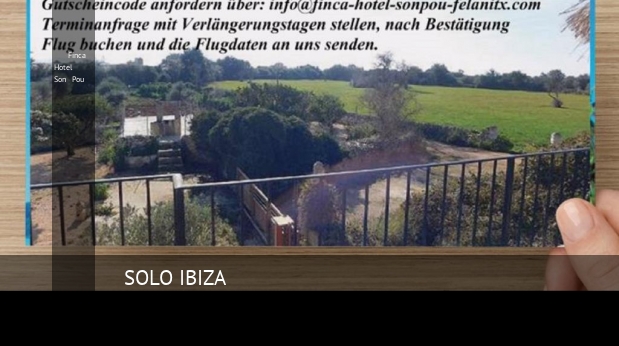 Gutscheincode anfordern über: info@finca-hotel-sonpou-felanitx.com
Terminanfrage mit Verlängerungstagen stellen, nach Bestätigung
Flug buchen und die Flugdaten an uns senden.
Finca
Hotel
Son Pou
SOLO IBIZA